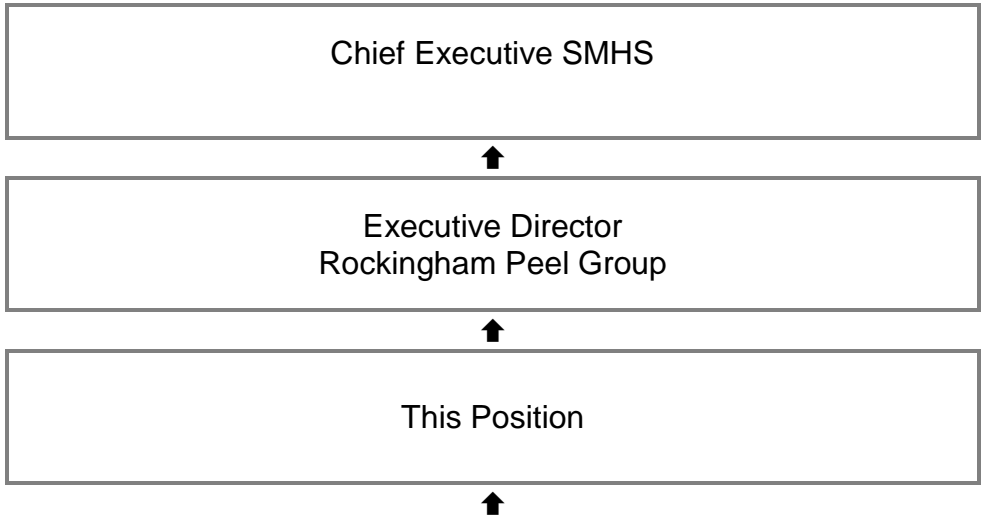 Chief Executive SMHS
Executive Director
Rockingham Peel Group
This Position